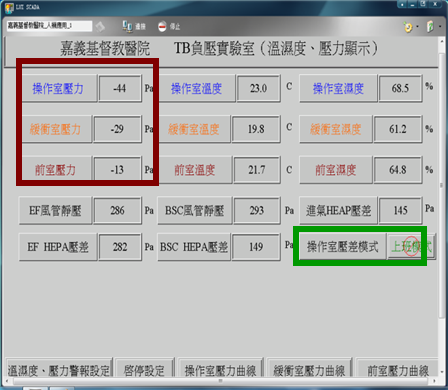 LSI SCADA
嘉義基督教醫院_人機應用_1 連線 停止
嘉義基督教醫院 TB負壓實驗室(溫濕度、壓力顯示)
操作室壓力 -44 Pa 操作室溫度 23.0 C 操作室濕度 68.5 %
緩衝室壓力 -29 Pa 緩衝室溫度 19.8 C 緩衝室濕度 61.2 %
前室壓力 -13 Pa 前室溫度 21.7 C 前室濕度 64.8 %
EF風管靜壓 286 Pa BSC風管靜壓 293 Pa 進氣HEAP壓差 145 Pa
EF HEPA壓差 282 Pa BSC HEPA壓差 149 Pa 操作室壓差模式 上班模式
溫濕度、壓力警報設定 啓停設定 操作室壓力曲線 緩衝室壓力曲線 前室壓力曲線